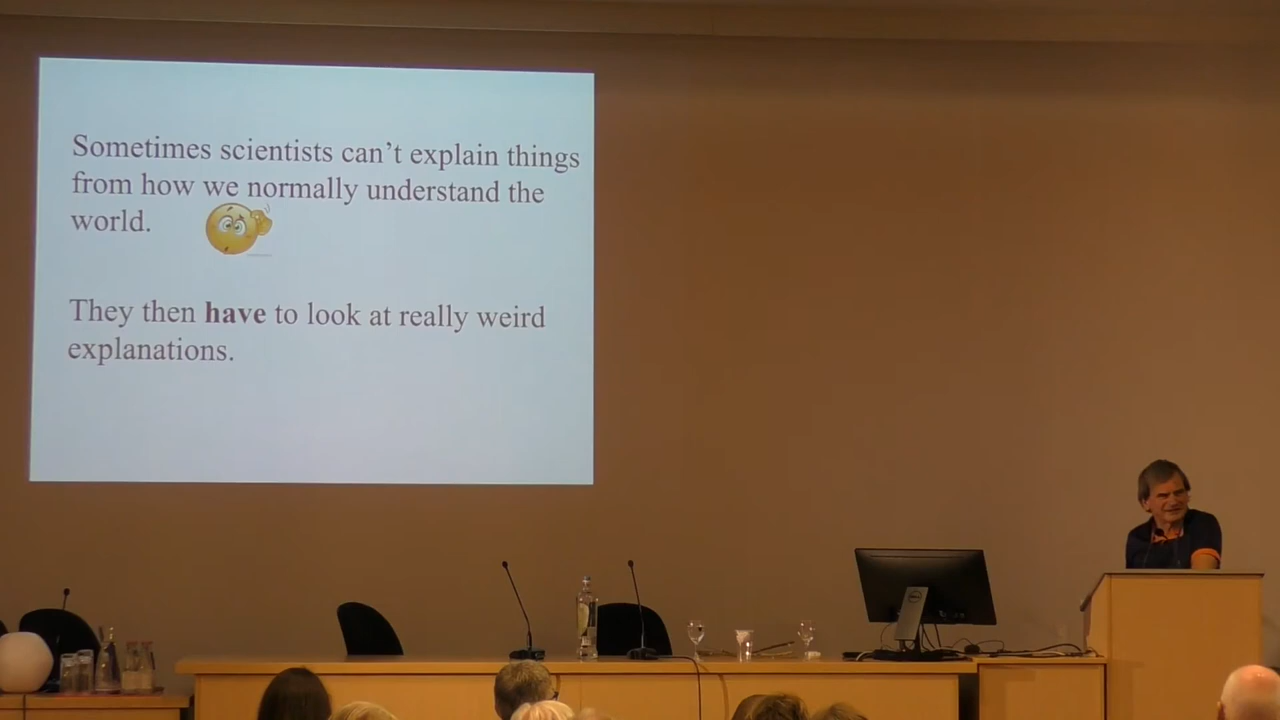 Sometimes scientists can’t explain things
from how we normally understand the
world.
They then have to look at really weird
explanations.
DELL